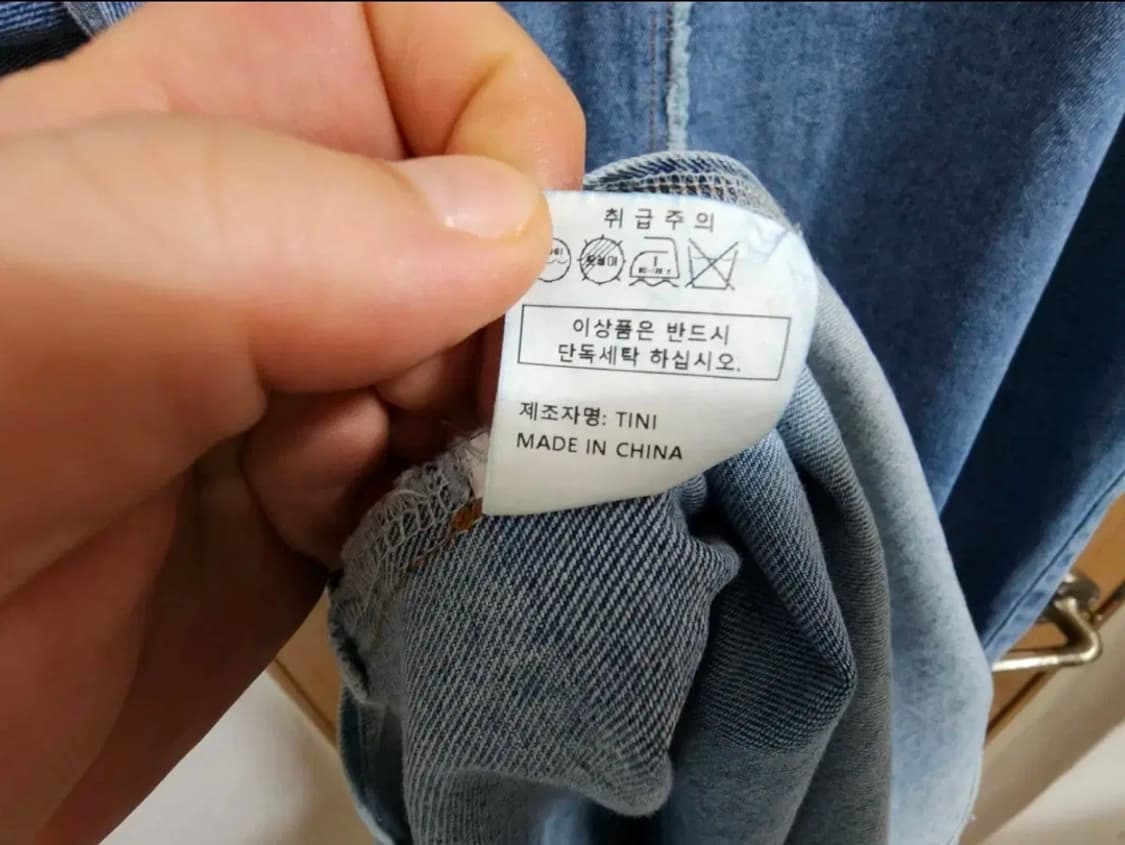 취급주의
이상품은 반드시
단독세탁 하십시오.
제조자명: TINI
MADE IN CHINA